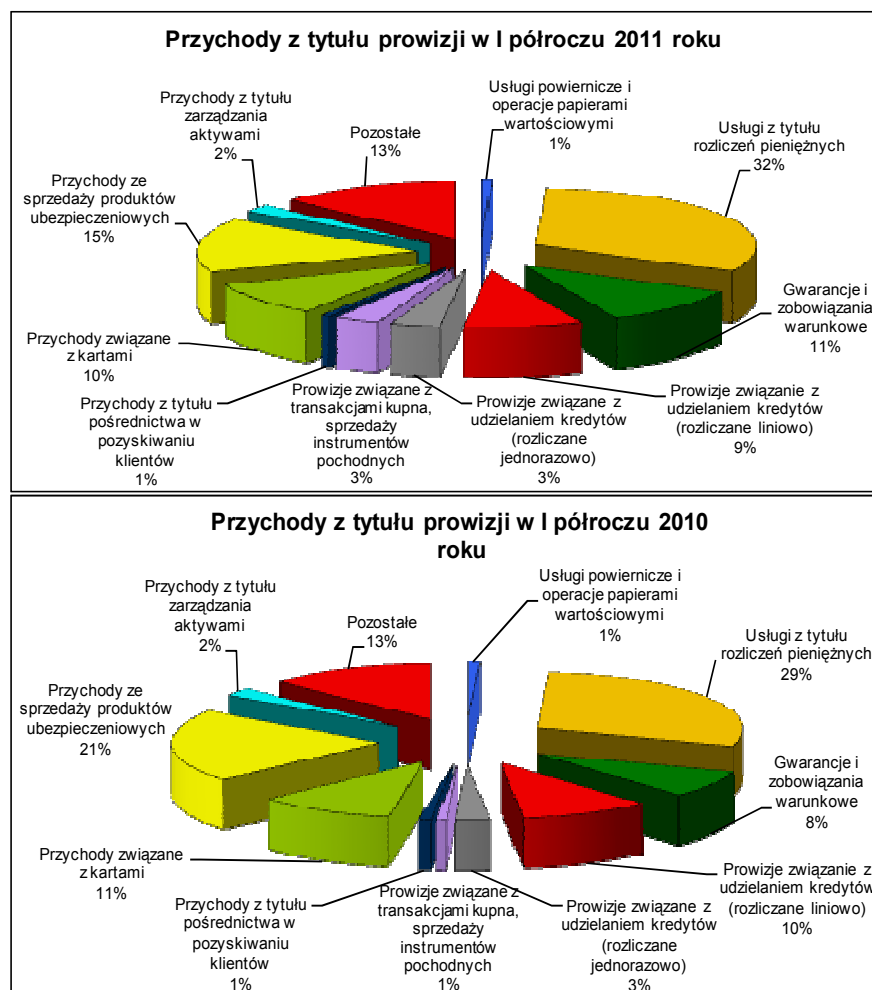 Przychody z tytułu prowizji w I półroczu 2011 roku
Usługi powiernicze i
operacje papierami
wartościowymi
1%
Usługi z tytułu
rozliczeń pieniężnych
32%
Gwarancje i
zobowiązania
warunkowe
11%
Prowizje związanie z
udzielaniem kredytów
(rozliczane liniowo)
9%
Prowizje związane z
udzielaniem kredytów
(rozliczane
jednorazowo)
3%
Prowizje związane z
transakcjami kupna,
sprzedaży
instrumentów
pochodnych
3%
Przychody z tytułu
pośrednictwa w
pozyskiwaniu
klientów
1%
Przychody związane
z kartami
10%
Przychody ze
sprzedaży produktów
ubezpieczeniowych
15%
Przychody z tytułu
zarządzania
aktywami
2%
Pozostałe
13%
Przychody z tytułu prowizji w I półroczu 2010
roku
Usługi powiernicze i
operacje papierami
wartościowymi
1%
Usługi z tytułu
rozliczeń pieniężnych
29%
Gwarancje i
zobowiązania
warunkowe
8%
Prowizje związanie z
udzielaniem kredytów
(rozliczane liniowo)
10%
Prowizje związane z
udzielaniem kredytów
(rozliczane
jednorazowo)
3%
Prowizje związane z
transakcjami kupna,
sprzedaży
instrumentów
pochodnych
1%
Przychody z tytułu
pośrednictwa w
pozyskiwaniu
klientów
1%
Przychody związane
z kartami
11%
Przychody ze
sprzedaży produktów
ubezpieczeniowych
21%
Przychody z tytułu
zarządzania
aktywami
2%
Pozostałe
13%